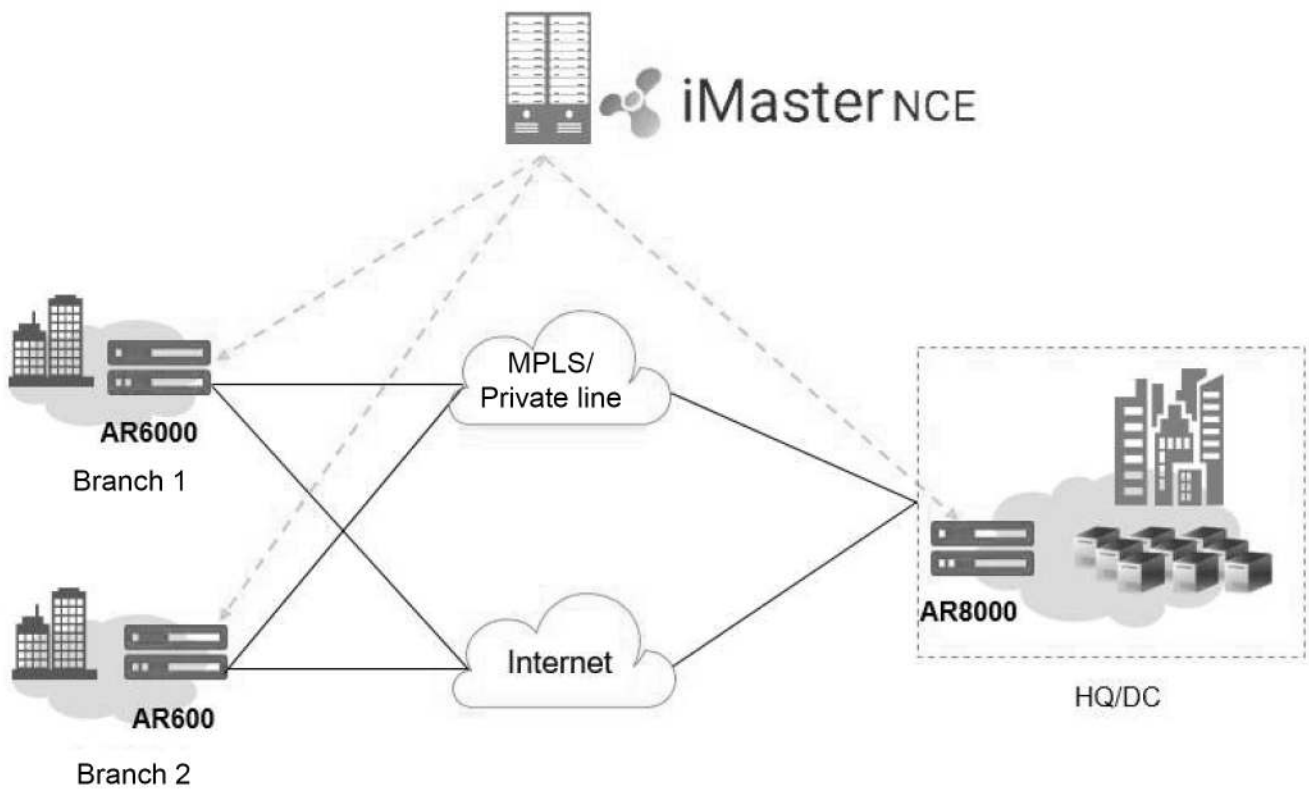 iMaster NCE
MPLS/
Private line
AR6000
Branch 1
AR8000
Internet
HQ/DC
AR600
Branch 2